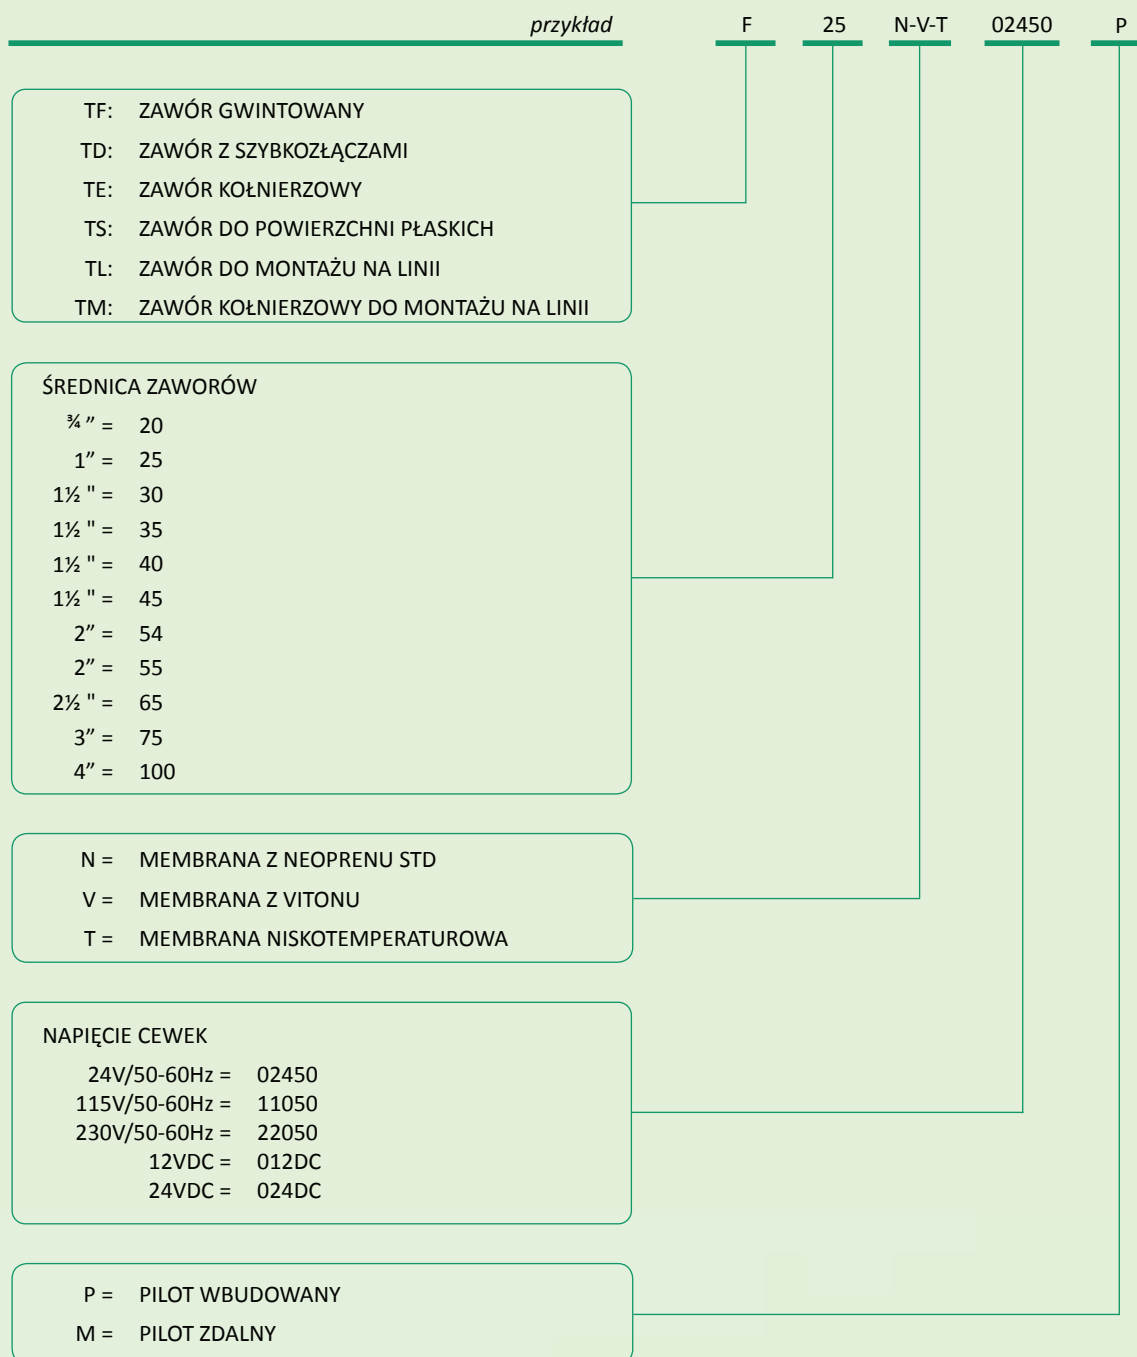 przykład F 25 N-V-T 02450 P
TF: ZAWÓR GWINTOWANY
TD: ZAWÓR Z SZYBKOZŁĄCZAMI
TE: ZAWÓR KOŁNIERZOWY
TS: ZAWÓR DO POWIERZCHNI PŁASKICH
TL: ZAWÓR DO MONTAŻU NA LINII
TM: ZAWÓR KOŁNIERZOWY DO MONTAŻU NA LINII
ŚREDNICA ZAWORÓW
¾ ” = 20
1” = 25
1½ " = 30
1½ " = 35
1½ " = 40
1½ " = 45
2” = 54
2” = 55
2½ " = 65
3” = 75
4” = 100
N = MEMBRANA Z NEOPRENU STD
V = MEMBRANA Z VITONU
T = MEMBRANA NISKOTEMPERATUROWA
NAPIĘCIE CEWEK
24V/50-60Hz = 02450
115V/50-60Hz = 11050
230V/50-60Hz = 22050
12VDC = 012DC
24VDC = 024DC
P = PILOT WBUDOWANY
M = PILOT ZDALNY